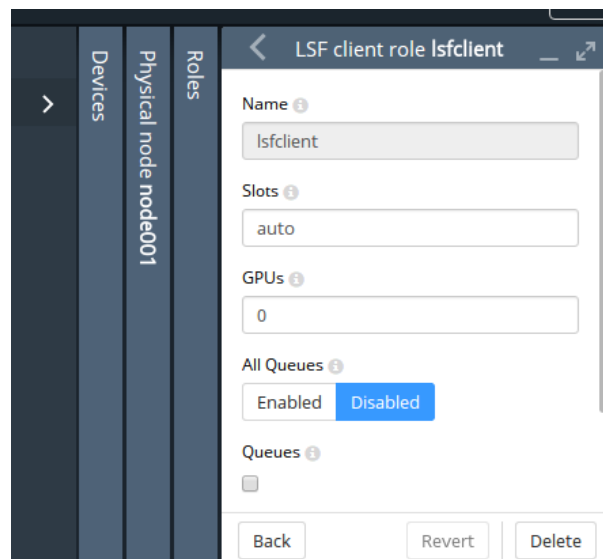 Devices
Physical node node001
Roles
LSF client role lsfclient
Name
lsfclient
Slots
auto
GPUs
0
All Queues
Enabled Disabled
Queues
Back Revert Delete